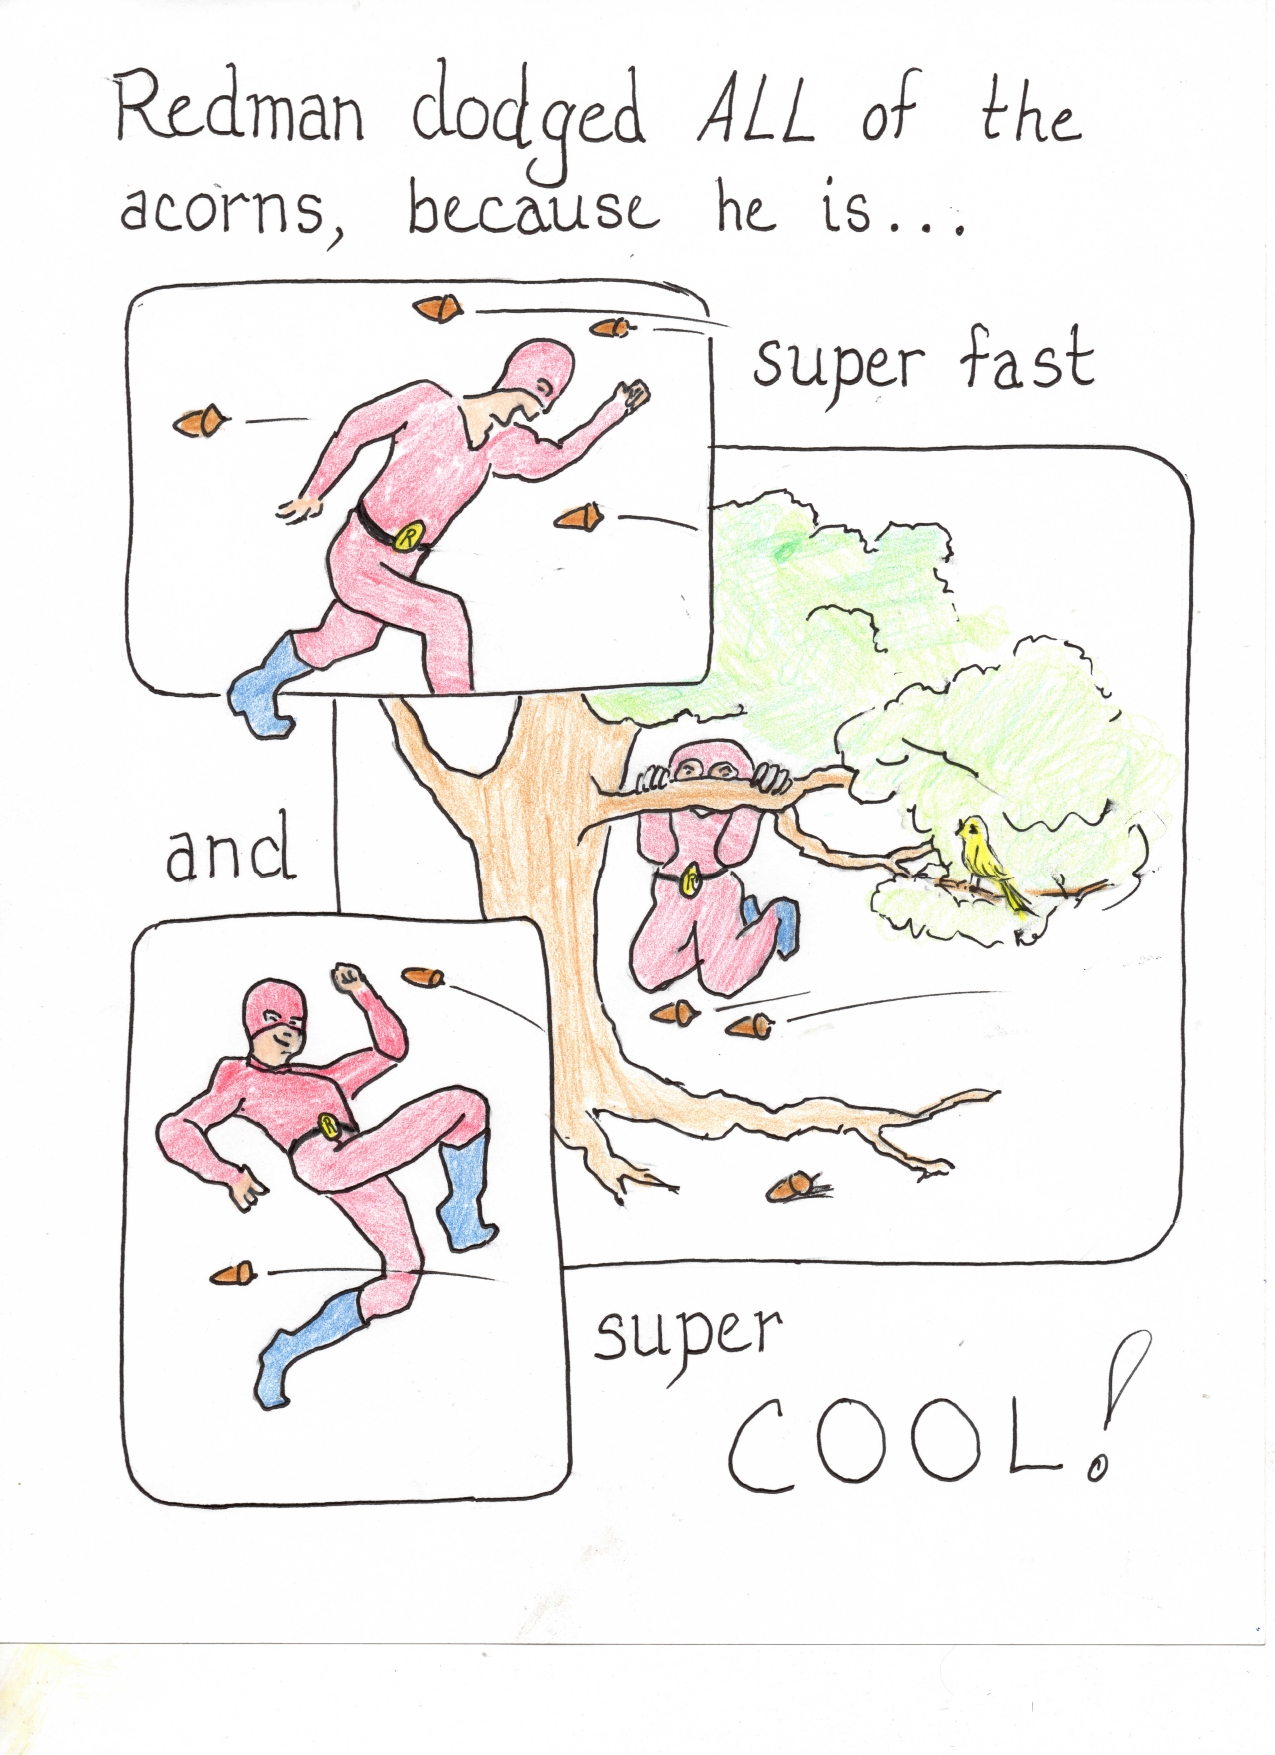 Redman dodged ALL of the
acorns, because he is...
super fast
R
and
R
R
super
COOL!